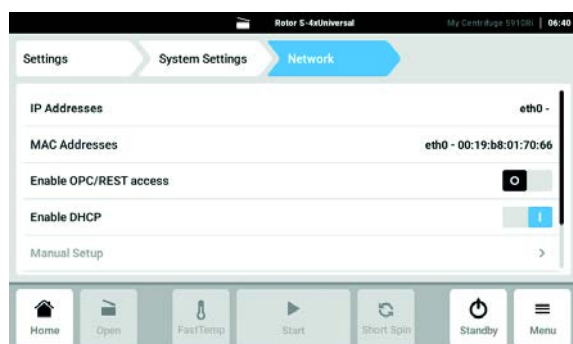 Rotor S-4xUniversal My Centrifuge 5910Ri 06:40
Settings System Settings Network
IP Addresses eth0 -
MAC Addresses eth0 - 00:19:b8:01:70:66
Enable OPC/REST access
Enable DHCP
Manual Setup
Home Open FastTemp Start Short Spin Standby Menu